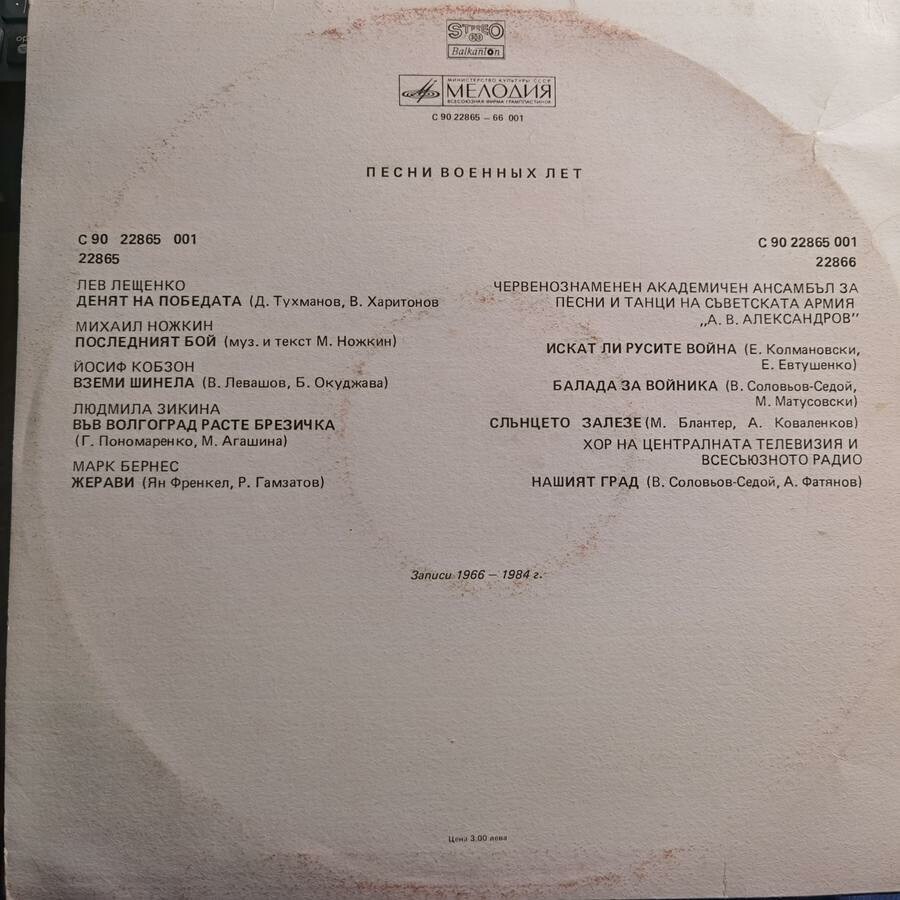 STEREO
Balkanton
МИНИСТЕРСТВО КУЛЬТУРЫ СССР
МЕЛОДИЯ
ВСЕСОЮЗНАЯ ФИРМА ГРАМПЛАСТИНОК
С 90 22865 – 66 001
ПЕСНИ ВОЕННЫХ ЛЕТ
С 90 22865 001
22865
ЛЕВ ЛЕЩЕНКО
ДЕНЯТ НА ПОБЕДАТА (Д. Тухманов, В. Харитонов
МИХАИЛ НОЖКИН
ПОСЛЕДНИЯТ БОЙ (муз. и текст М. Ножкин)
ЙОСИФ КОБЗОН
ВЗЕМИ ШИНЕЛА (В. Левашов, Б. Окуджава)
ЛЮДМИЛА ЗИКИНА
ВЪВ ВОЛГОГРАД РАСТЕ БРЕЗИЧКА
(Г. Пономаренко, М. Агашина)
МАРК БЕРНЕС
ЖЕРАВИ (Ян Френкел, Р. Гамзатов)
С 90 22865 001
22866
ЧЕРВЕНОЗНАМЕНЕН АКАДЕМИЧЕН АНСАМБЪЛ ЗА
ПЕСНИ И ТАНЦИ НА СЪВЕТСКАТА АРМИЯ
„А. В. АЛЕКСАНДРОВ”
ИСКАТ ЛИ РУСИТЕ ВОЙНА (Е. Колмановски,
Е. Евтушенко)
БАЛАДА ЗА ВОЙНИКА (В. Соловьов-Седой,
М. Матусовски)
СЛЪНЦЕТО ЗАЛЕЗЕ (М. Блантер, А. Коваленков)
ХОР НА ЦЕНТРАЛНАТА ТЕЛЕВИЗИЯ И
ВСЕСЪЮЗНОТО РАДИО
НАШИЯТ ГРАД (В. Соловьов-Седой, А. Фатянов)
Записи 1966 – 1984 г.
Цена 3.00 лева